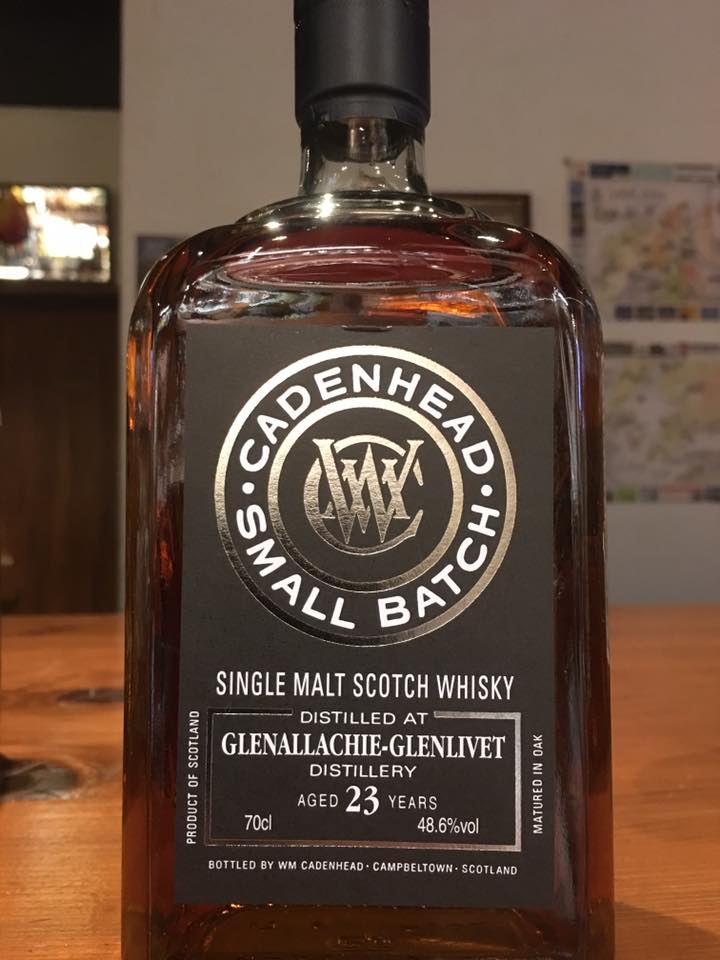 CADENHEAD
WC
SMALL BATCH
SINGLE MALT SCOTCH WHISKY
DISTILLED AT
GLENALLACHIE-GLENLIVET
DISTILLERY
AGED 23 YEARS
70cl 48.6%vol
PRODUCT OF SCOTLAND
MATURED IN OAK
BOTTLED BY WM CADENHEAD · CAMPBELTOWN · SCOTLAND